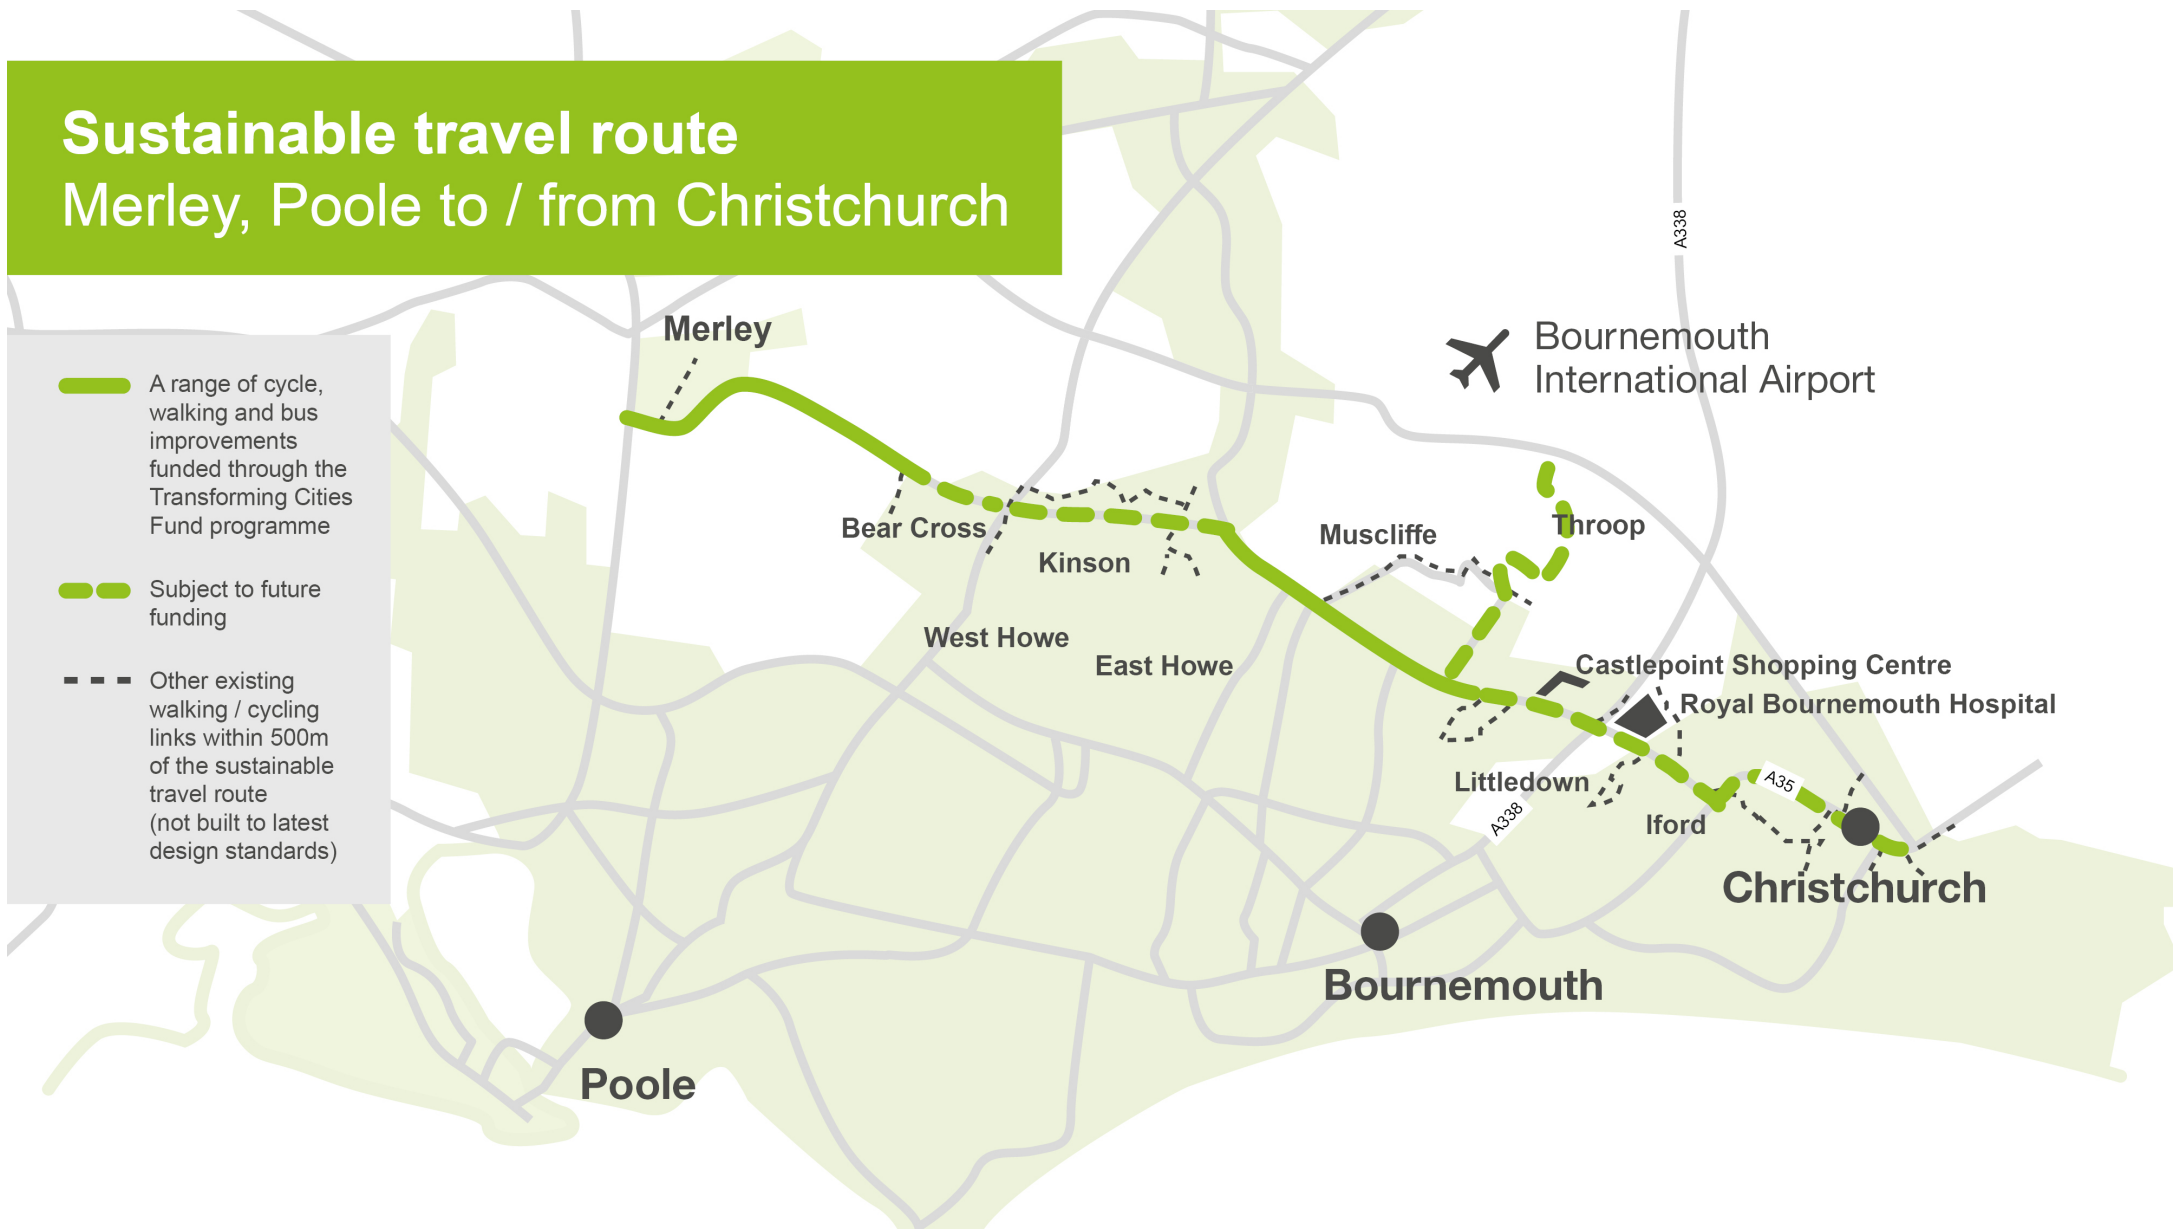 Sustainable travel route
Merley, Poole to / from Christchurch
A range of cycle,
walking and bus
improvements
funded through the
Transforming Cities
Fund programme
Subject to future
funding
Other existing
walking / cycling
links within 500m
of the sustainable
travel route
(not built to latest
design standards)
A338
Merley
Bournemouth
International Airport
Bear Cross
Kinson
Muscliffe
Throop
West Howe
East Howe
Castlepoint Shopping Centre
Royal Bournemouth Hospital
Littledown
A35
A338
Iford
Christchurch
Bournemouth
Poole